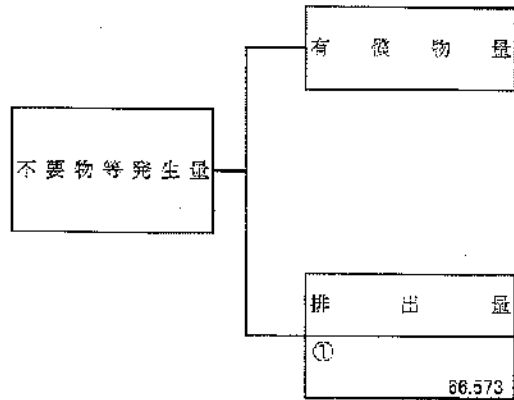 有償物量
不要物等発生量
排出量
①
66.573